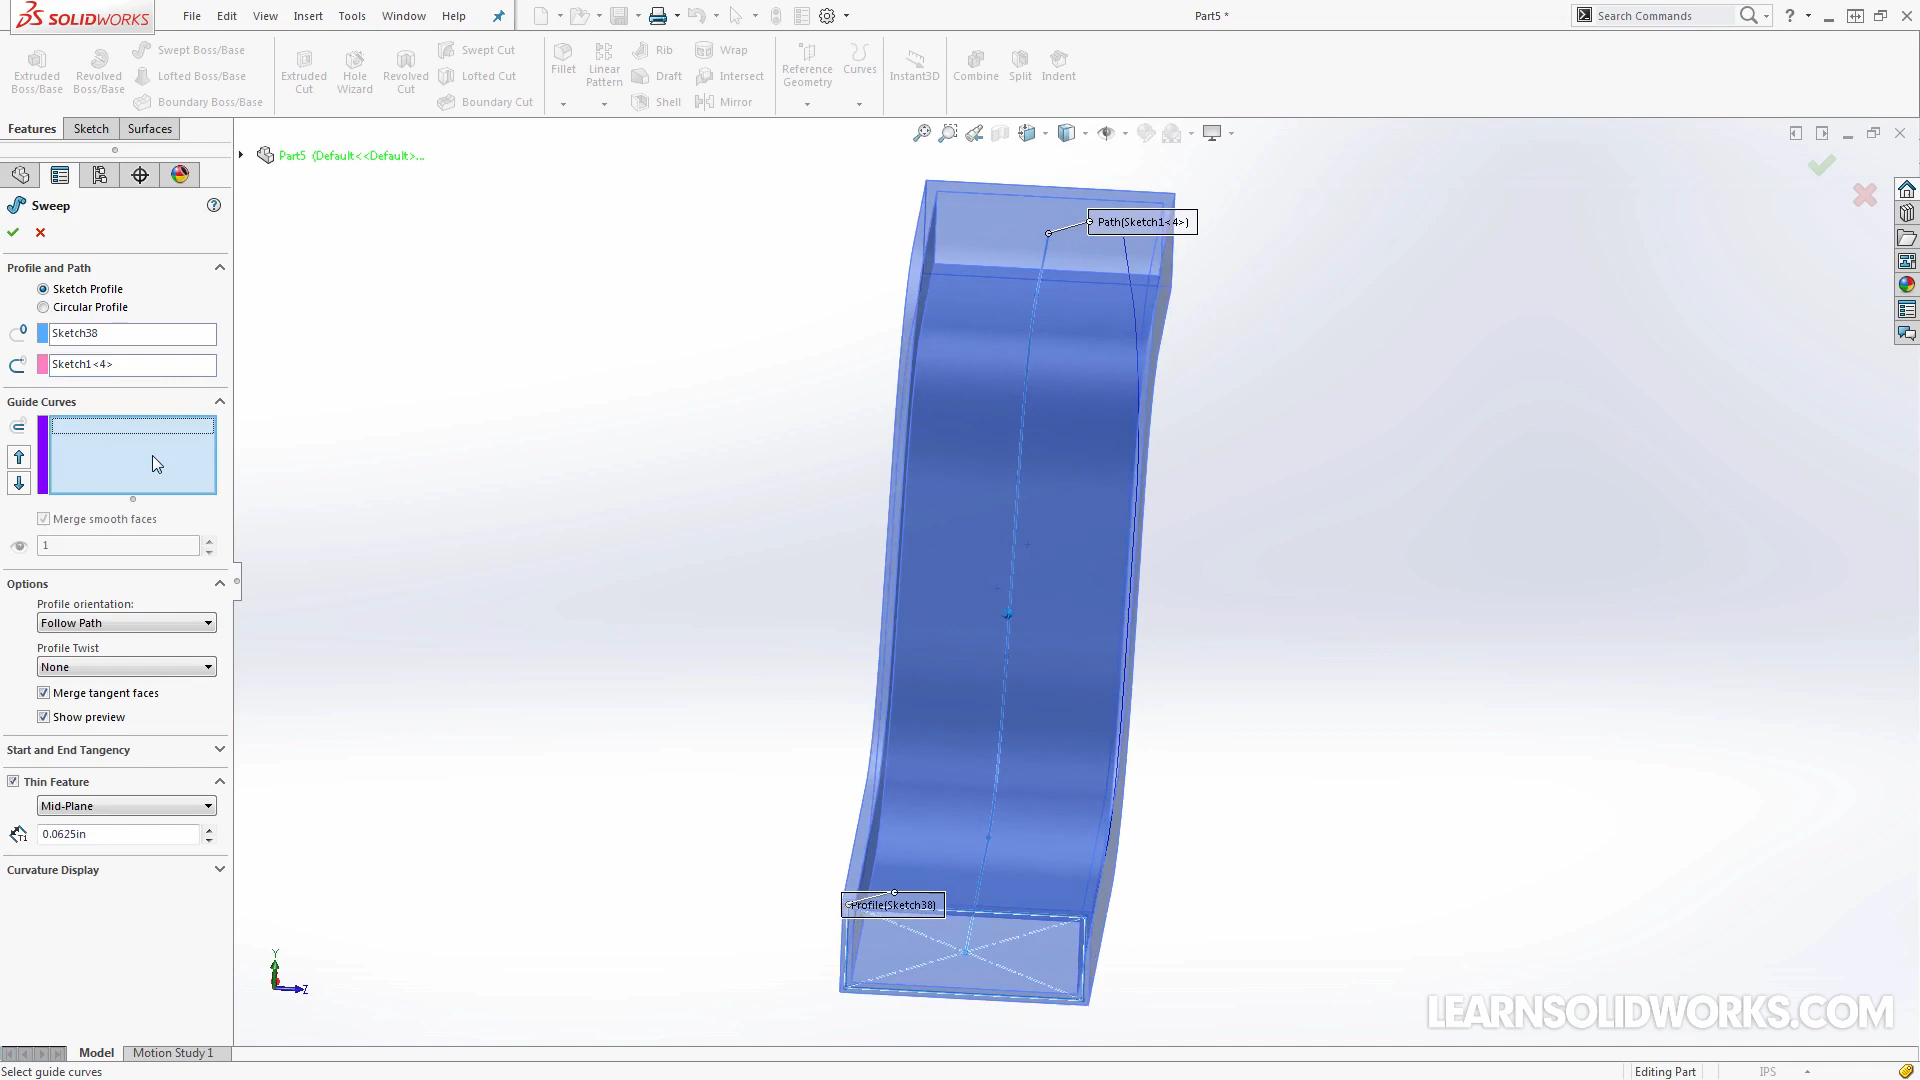 SOLIDWORKS
File Edit View Insert Tools Window Help
Part5 *
Search Commands
Extruded Boss/Base
Revolved Boss/Base
Swept Boss/Base
Lofted Boss/Base
Boundary Boss/Base
Extruded Cut
Hole Wizard
Revolved Cut
Swept Cut
Lofted Cut
Boundary Cut
Fillet
Linear Pattern
Rib
Draft
Shell
Wrap
Intersect
Mirror
Reference Geometry
Curves
Instant3D
Combine
Split
Indent
Features Sketch Surfaces
Part5 (Default<<Default>...
Sweep
Profile and Path
Sketch Profile
Circular Profile
Sketch38
Sketch1<4>
Guide Curves
Merge smooth faces
1
Options
Profile orientation:
Follow Path
Profile Twist
None
Merge tangent faces
Show preview
Start and End Tangency
Thin Feature
Mid-Plane
T1
0.0625in
Curvature Display
Path(Sketch1<4>)
Profile(Sketch38)
Y
Z
LEARNSOLIDWORKS.COM
Model Motion Study 1
Select guide curves
Editing Part
IPS